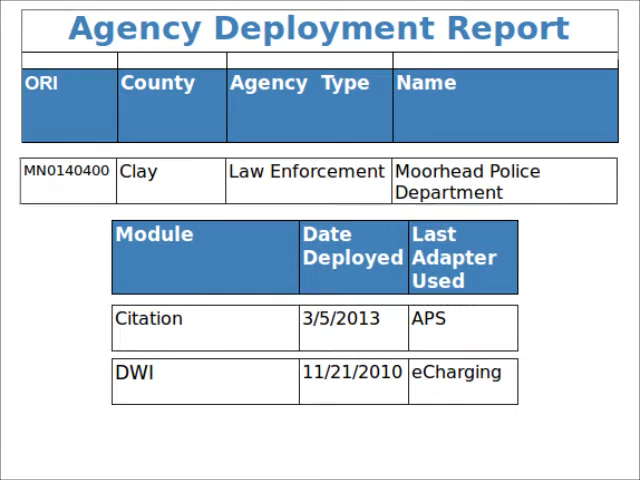 Agency Deployment Report
ORI County Agency Type Name
MN0140400 Clay Law Enforcement Moorhead Police
Department
Module Date Last
Deployed Adapter
Used
Citation 3/5/2013 APS
DWI 11/21/2010 eCharging